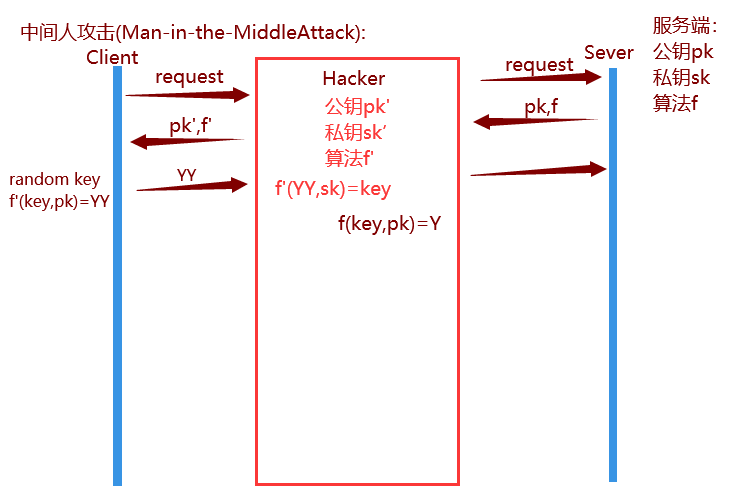 中间人攻击(Man-in-the-MiddleAttack):
服务端:
公钥pk
私钥sk
算法f
Client
Sever
request
request
Hacker
公钥pk'
私钥sk’
算法f'
pk,f
pk',f'
random key
f'(key,pk)=YY
YY
f'(YY,sk)=key
f(key,pk)=Y